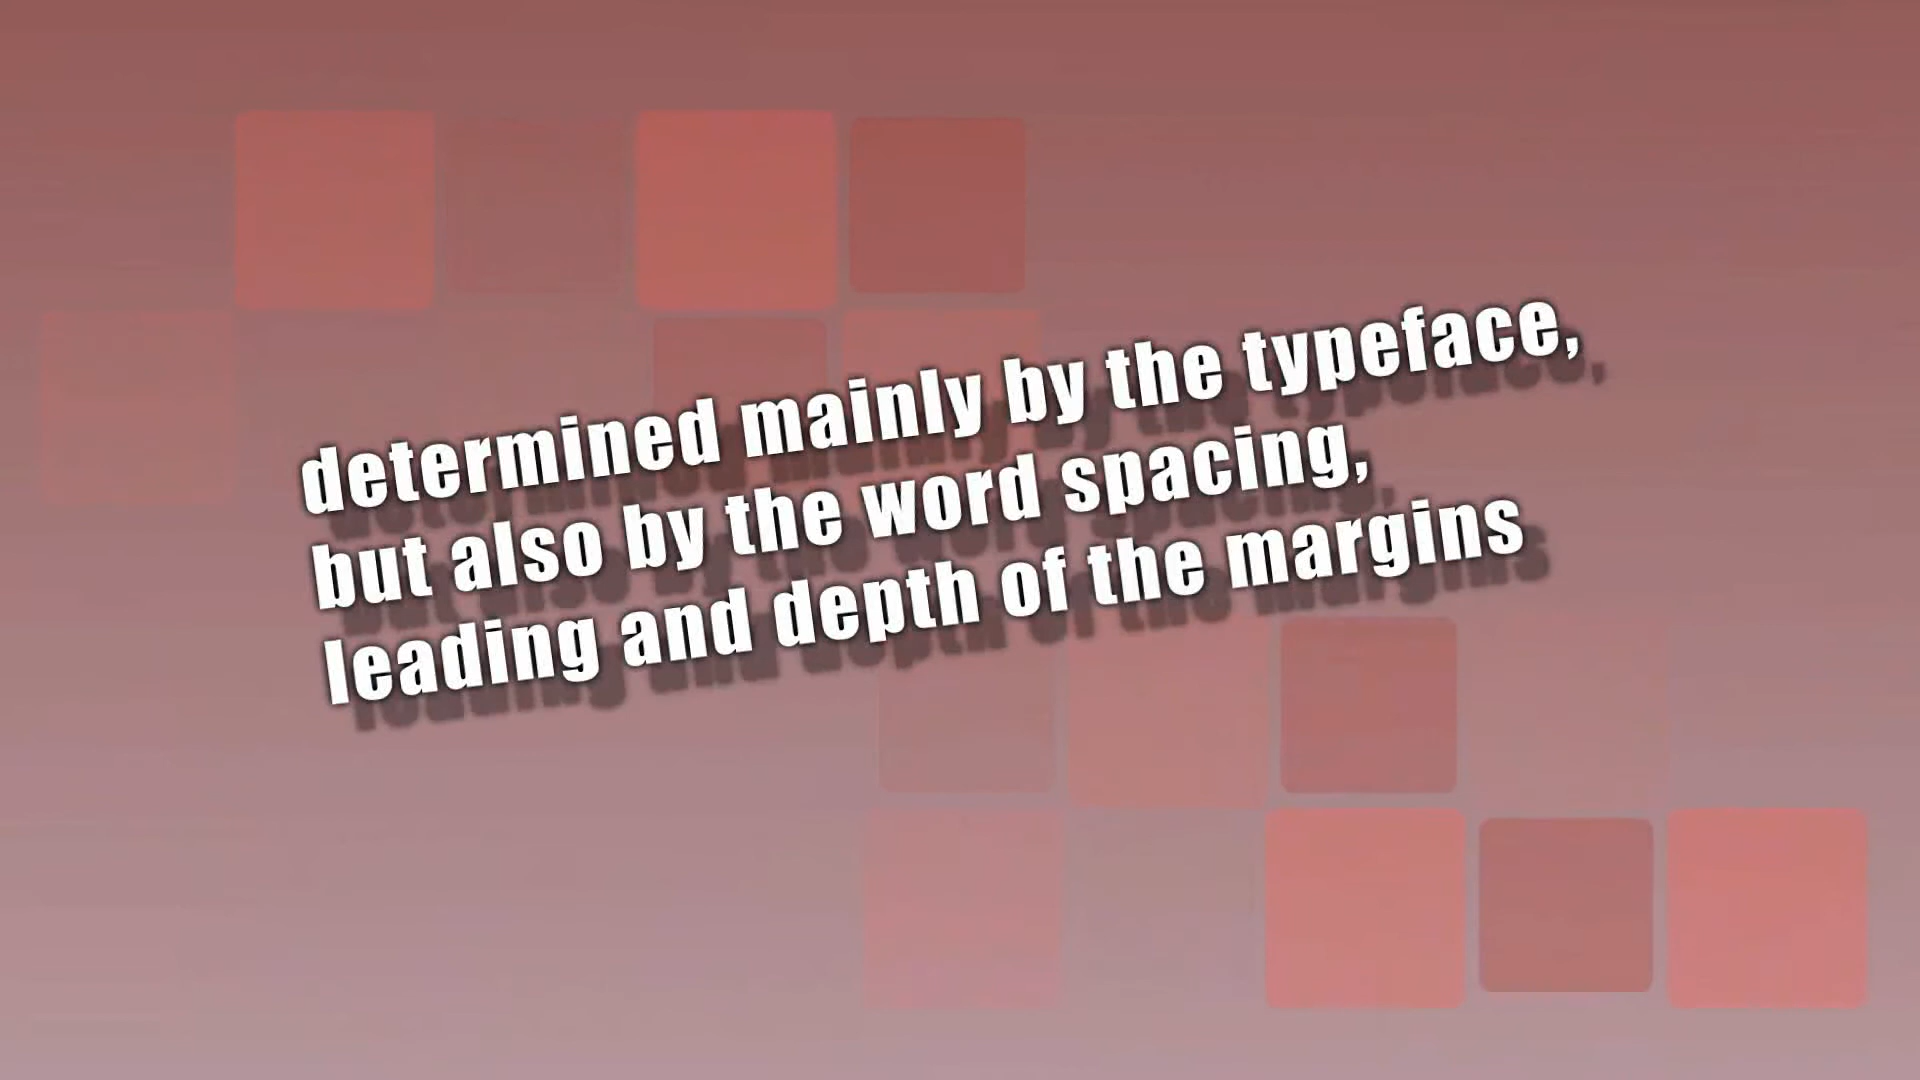 determined mainly by the typeface,
but also by the word spacing,
leading and depth of the margins